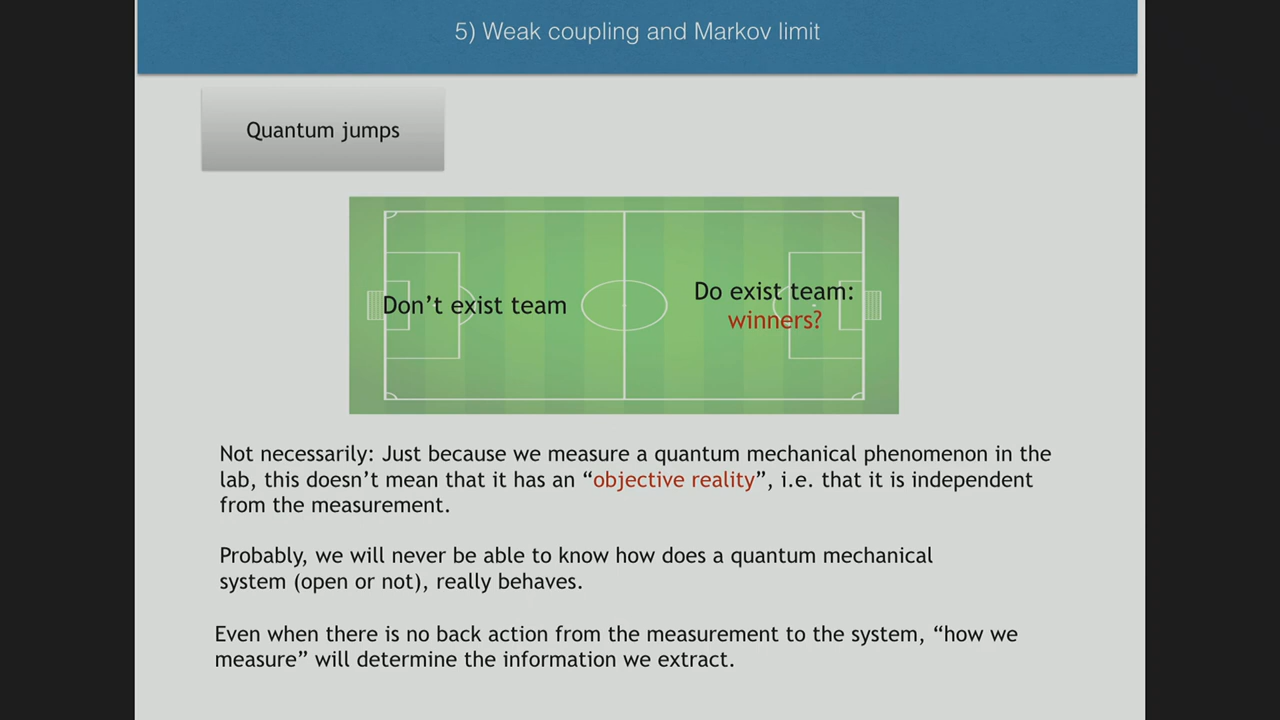 5) Weak coupling and Markov limit
Quantum jumps
Don’t exist team
Do exist team:
winners?
Not necessarily: Just because we measure a quantum mechanical phenomenon in the
lab, this doesn’t mean that it has an “objective reality”, i.e. that it is independent
from the measurement.
Probably, we will never be able to know how does a quantum mechanical
system (open or not), really behaves.
Even when there is no back action from the measurement to the system, “how we
measure” will determine the information we extract.